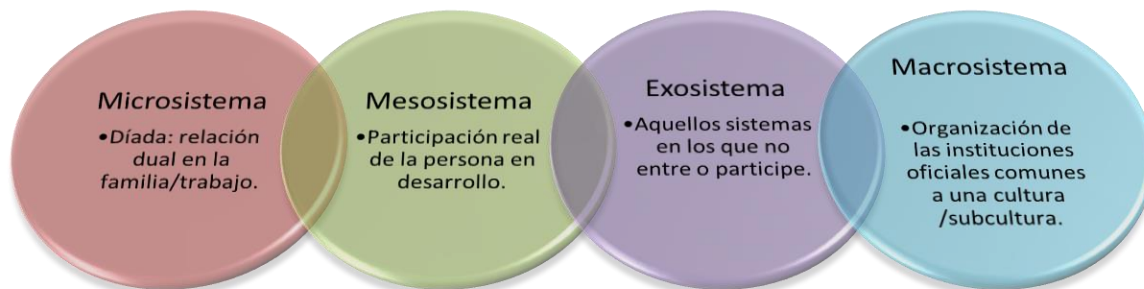 Microsistema
•Díada: relación
dual en la
familia/trabajo.
Mesosistema
•Participación real
de la persona en
desarrollo.
Exosistema
•Aquellos sistemas
en los que no
entre o participe.
Macrosistema
•Organización de
las instituciones
oficiales comunes
a una cultura
/subcultura.